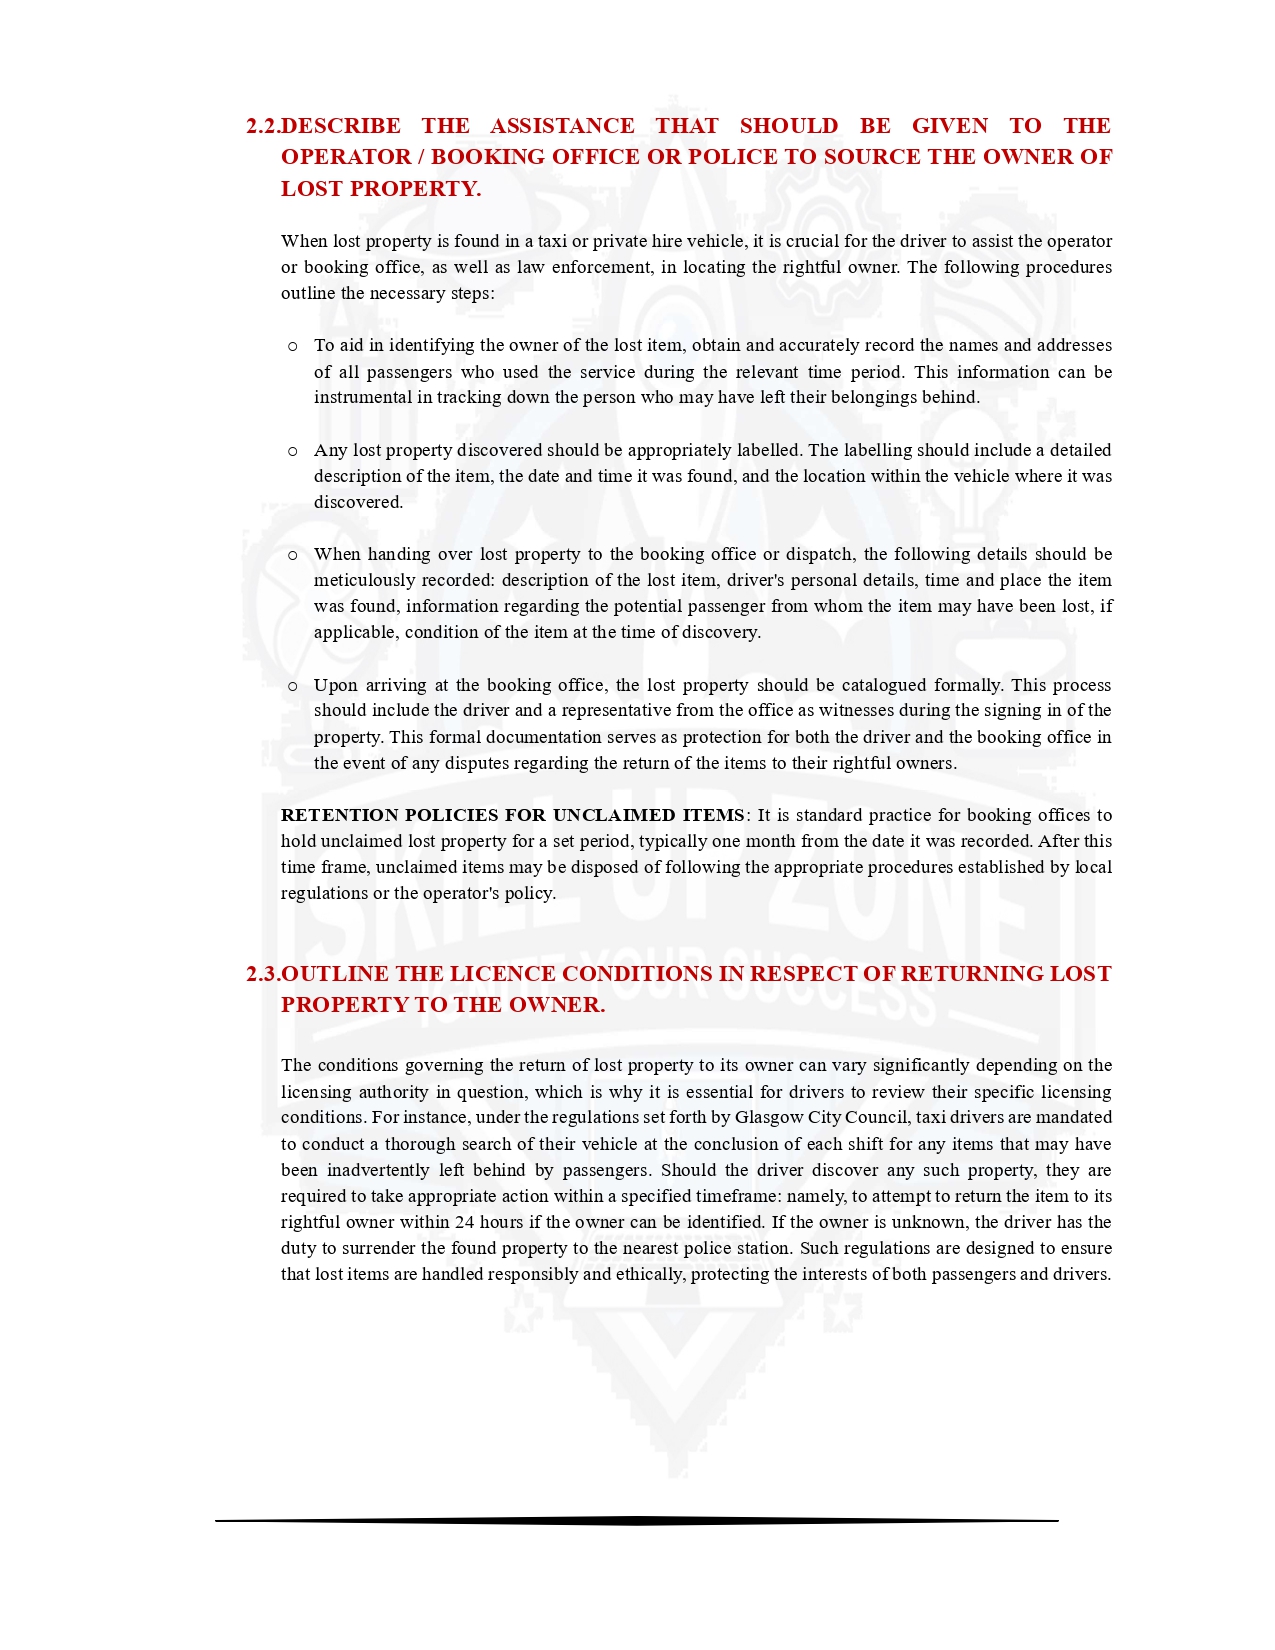 2.2.DESCRIBE THE ASSISTANCE THAT SHOULD BE GIVEN TO THE
OPERATOR / BOOKING OFFICE OR POLICE TO SOURCE THE OWNER OF
LOST PROPERTY.
When lost property is found in a taxi or private hire vehicle, it is crucial for the driver to assist the operator
or booking office, as well as law enforcement, in locating the rightful owner. The following procedures
outline the necessary steps:
o To aid in identifying the owner of the lost item, obtain and accurately record the names and addresses
of all passengers who used the service during the relevant time period. This information can be
instrumental in tracking down the person who may have left their belongings behind.
o Any lost property discovered should be appropriately labelled. The labelling should include a detailed
description of the item, the date and time it was found, and the location within the vehicle where it was
discovered.
o When handing over lost property to the booking office or dispatch, the following details should be
meticulously recorded: description of the lost item, driver's personal details, time and place the item
was found, information regarding the potential passenger from whom the item may have been lost, if
applicable, condition of the item at the time of discovery.
o Upon arriving at the booking office, the lost property should be catalogued formally. This process
should include the driver and a representative from the office as witnesses during the signing in of the
property. This formal documentation serves as protection for both the driver and the booking office in
the event of any disputes regarding the return of the items to their rightful owners.
RETENTION POLICIES FOR UNCLAIMED ITEMS: It is standard practice for booking offices to
hold unclaimed lost property for a set period, typically one month from the date it was recorded. After this
time frame, unclaimed items may be disposed of following the appropriate procedures established by local
regulations or the operator's policy.
SKILL UP ZONE
IGNITE YOUR SUCCESS
2.3.OUTLINE THE LICENCE CONDITIONS IN RESPECT OF RETURNING LOST
PROPERTY TO THE OWNER.
The conditions governing the return of lost property to its owner can vary significantly depending on the
licensing authority in question, which is why it is essential for drivers to review their specific licensing
conditions. For instance, under the regulations set forth by Glasgow City Council, taxi drivers are mandated
to conduct a thorough search of their vehicle at the conclusion of each shift for any items that may have
been inadvertently left behind by passengers. Should the driver discover any such property, they are
required to take appropriate action within a specified timeframe: namely, to attempt to return the item to its
rightful owner within 24 hours if the owner can be identified. If the owner is unknown, the driver has the
duty to surrender the found property to the nearest police station. Such regulations are designed to ensure
that lost items are handled responsibly and ethically, protecting the interests of both passengers and drivers.